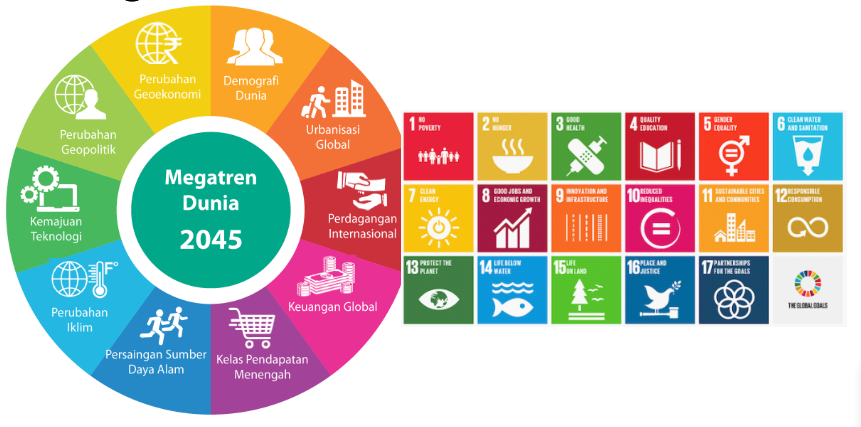 Megatren
Dunia
2045
Demografi
Dunia
Urbanisasi
Global
Perdagangan
Internasional
Keuangan Global
Kelas Pendapatan
Menengah
Persaingan Sumber
Daya Alam
Perubahan
Iklim
F°
Kemajuan
Teknologi
Perubahan
Geopolitik
Perubahan
Geoekonomi
1 NO
POVERTY
2 NO
HUNGER
3 GOOD
HEALTH
4 QUALITY
EDUCATION
5 GENDER
EQUALITY
6 CLEAN WATER
AND SANITATION
7 CLEAN
ENERGY
8 GOOD JOBS AND
ECONOMIC GROWTH
9 INNOVATION AND
INFRASTRUCTURE
10 REDUCED
INEQUALITIES
11 SUSTAINABLE CITIES
AND COMMUNITIES
12 RESPONSIBLE
CONSUMPTION
13 PROTECT THE
PLANET
14 LIFE BELOW
WATER
15 LIFE
ON LAND
16 PEACE AND
JUSTICE
17 PARTNERSHIPS
FOR THE GOALS
THE GLOBAL GOALS